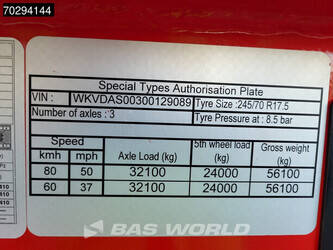 70294144
Special Types Authorisation Plate
VIN : WKVDAS00300129089 Tyre Size :245/70 R17.5
Number of axles : 3 Tyre Pressure at : 8.5 bar
Speed Axle Load (kg) 5th wheel load (kg) Gross weight (kg)
kmh mph
80 50 32100 24000 56100
60 37 32100 24000 56100
BAS WORLD